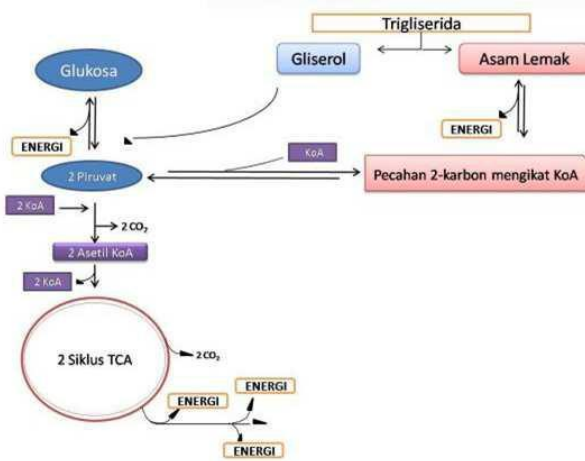 Trigliserida
Glukosa
Gliserol
Asam Lemak
ENERGI
ENERGI
KoA
2 Piruvat
Pecahan 2-karbon mengikat KoA
2 KoA
2 CO₂
2 Asetil KoA
2 KoA
2 Siklus TCA
2 CO₂
ENERGI
ENERGI
ENERGI